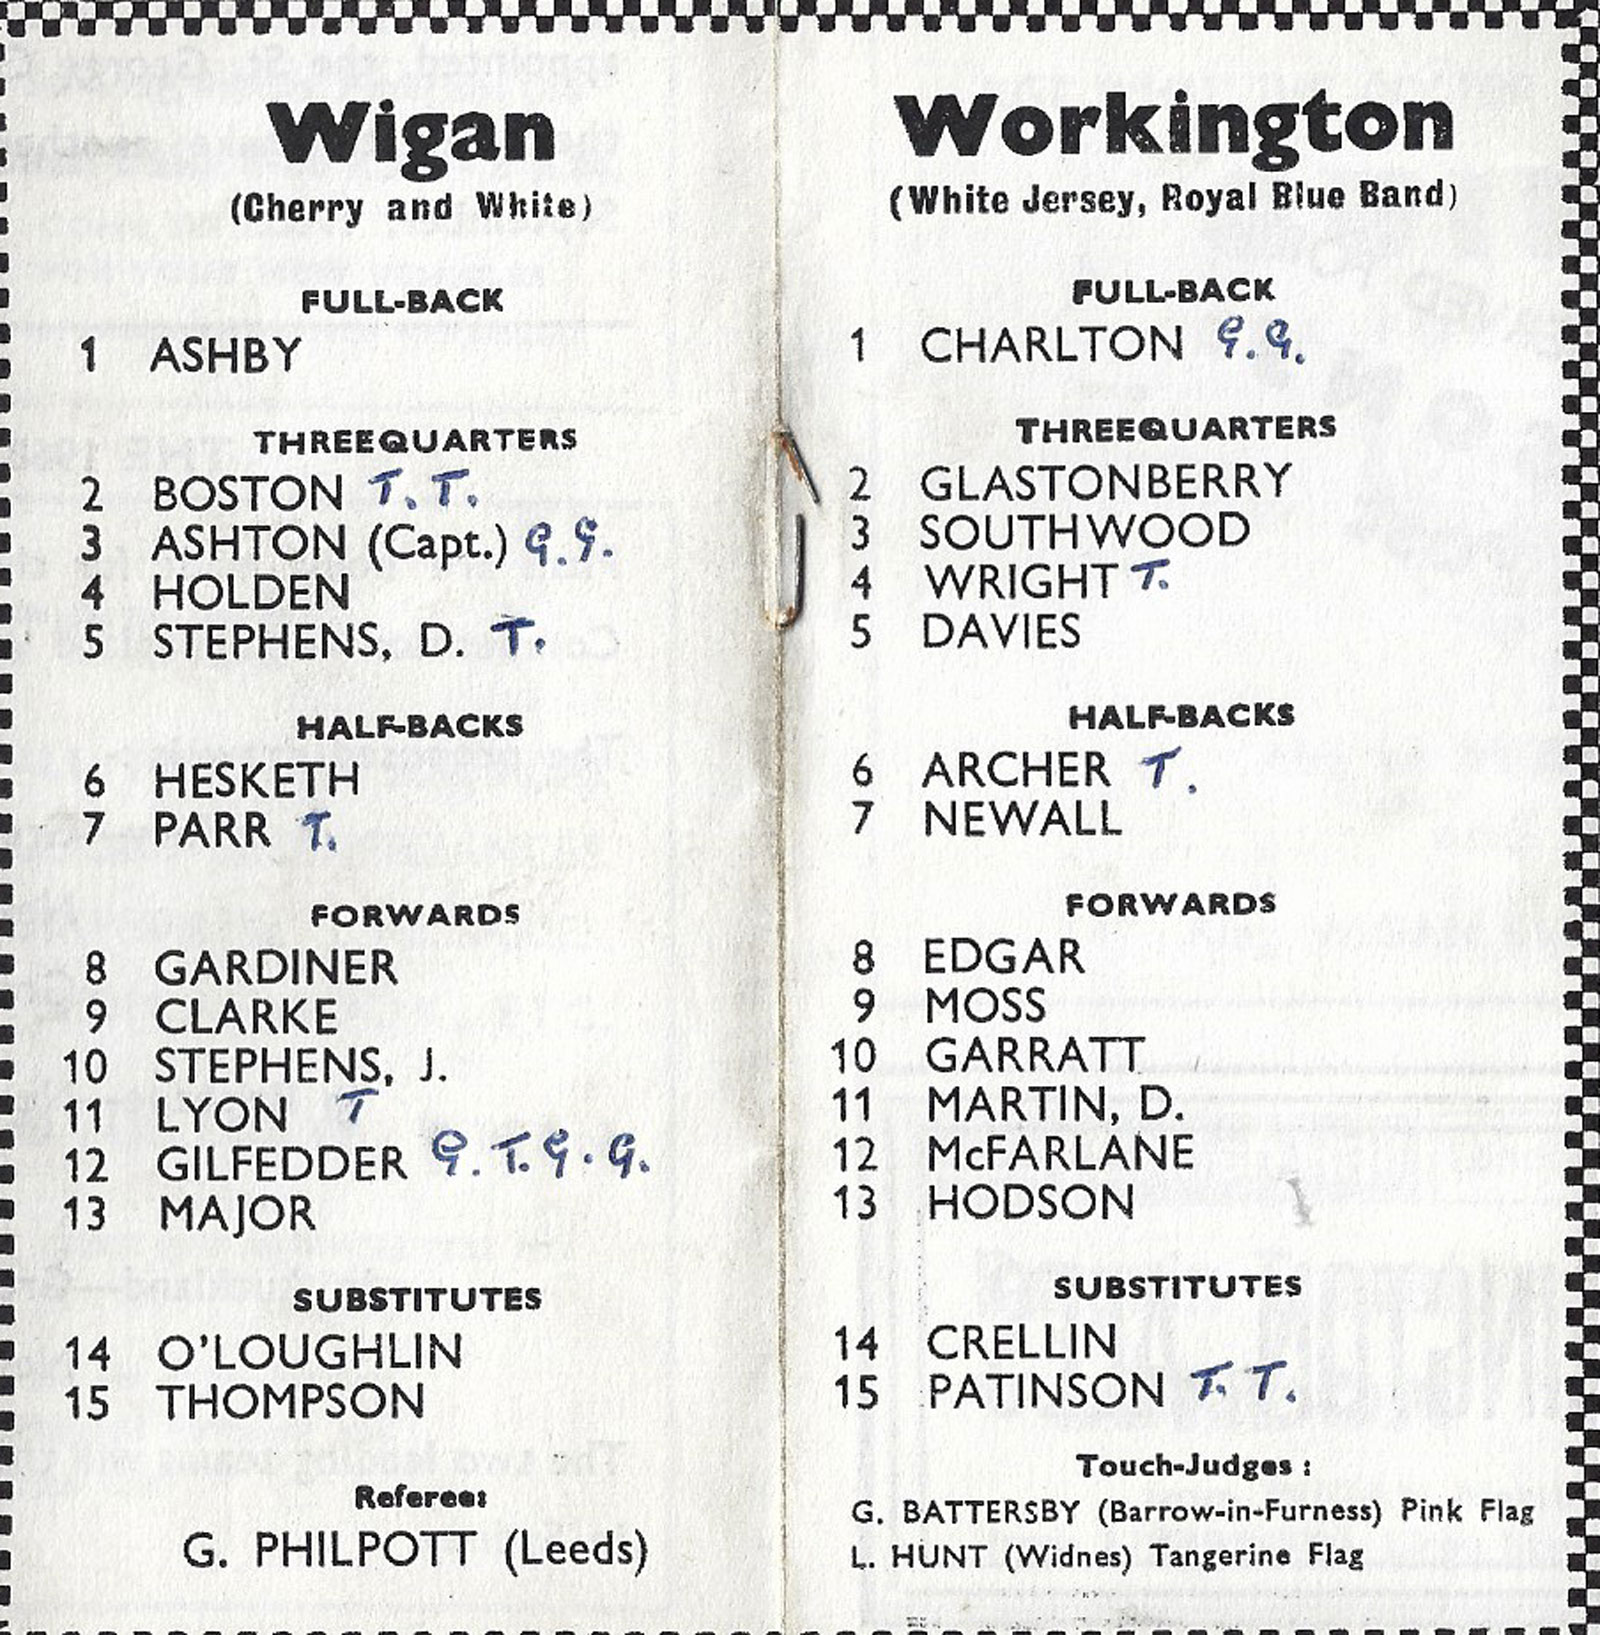 Wigan
(Cherry and White)
FULL-BACK
1 ASHBY
THREEQUARTERS
2 BOSTON T. T.
3 ASHTON (Capt.) G. G.
4 HOLDEN
5 STEPHENS, D. T.
HALF-BACKS
6 HESKETH
7 PARR T.
FORWARDS
8 GARDINER
9 CLARKE
10 STEPHENS, J.
11 LYON T
12 GILFEDDER G. T. G. G.
13 MAJOR
SUBSTITUTES
14 O'LOUGHLIN
15 THOMPSON
Referee:
G. PHILPOTT (Leeds)
Workington
(White Jersey, Royal Blue Band)
FULL-BACK
1 CHARLTON G. G.
THREEQUARTERS
2 GLASTONBERRY
3 SOUTHWOOD
4 WRIGHT T.
5 DAVIES
HALF-BACKS
6 ARCHER T.
7 NEWALL
FORWARDS
8 EDGAR
9 MOSS
10 GARRATT
11 MARTIN, D.
12 McFARLANE
13 HODSON
SUBSTITUTES
14 CRELLIN
15 PATINSON T. T.
Touch-Judges :
G. BATTERSBY (Barrow-in-Furness) Pink Flag
L. HUNT (Widnes) Tangerine Flag